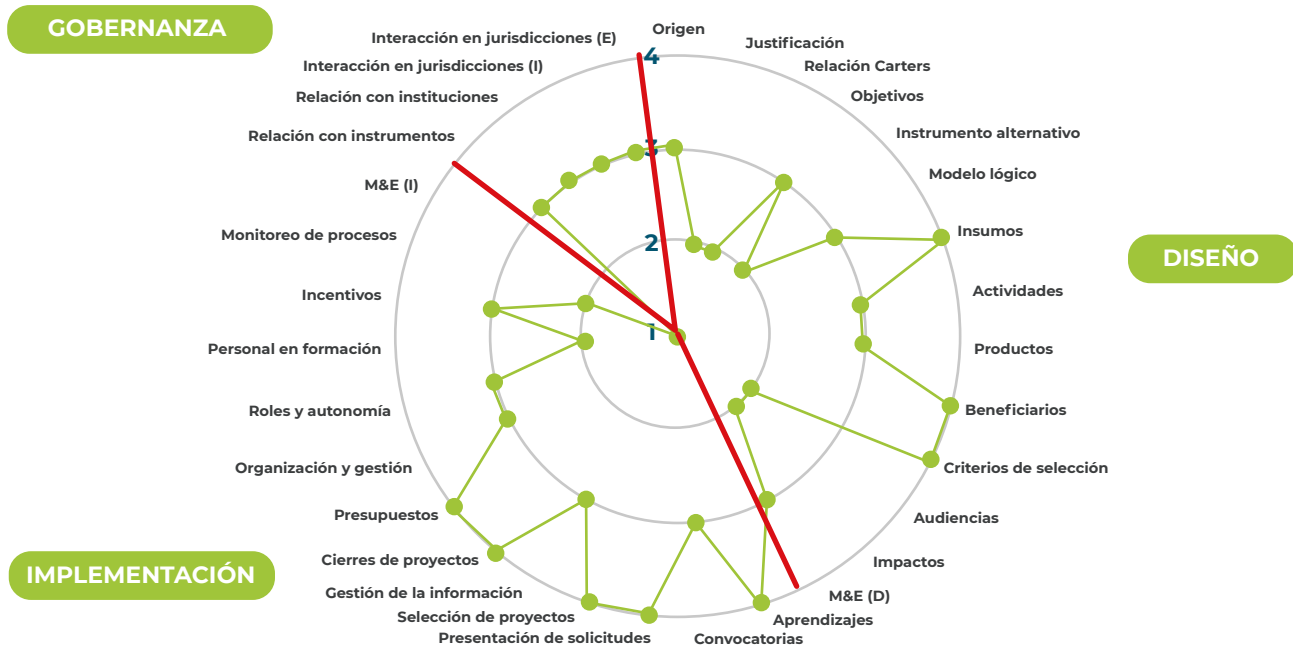 GOBERNANZA
Origen
Interacción en jurisdicciones (E)
Justificación
4
Interacción en jurisdicciones (I)
Relación Carters
Relación con instituciones
Objetivos
Relación con instrumentos
Instrumento alternativo
3
Modelo lógico
M&E (I)
Insumos
Monitoreo de procesos
2
DISEÑO
Actividades
Incentivos
1
Personal en formación
Productos
Roles y autonomía
Beneficiarios
Organización y gestión
Criterios de selección
Presupuestos
Audiencias
Cierres de proyectos
Impactos
IMPLEMENTACIÓN
Gestión de la información
M&E (D)
Selección de proyectos
Aprendizajes
Presentación de solicitudes
Convocatorias